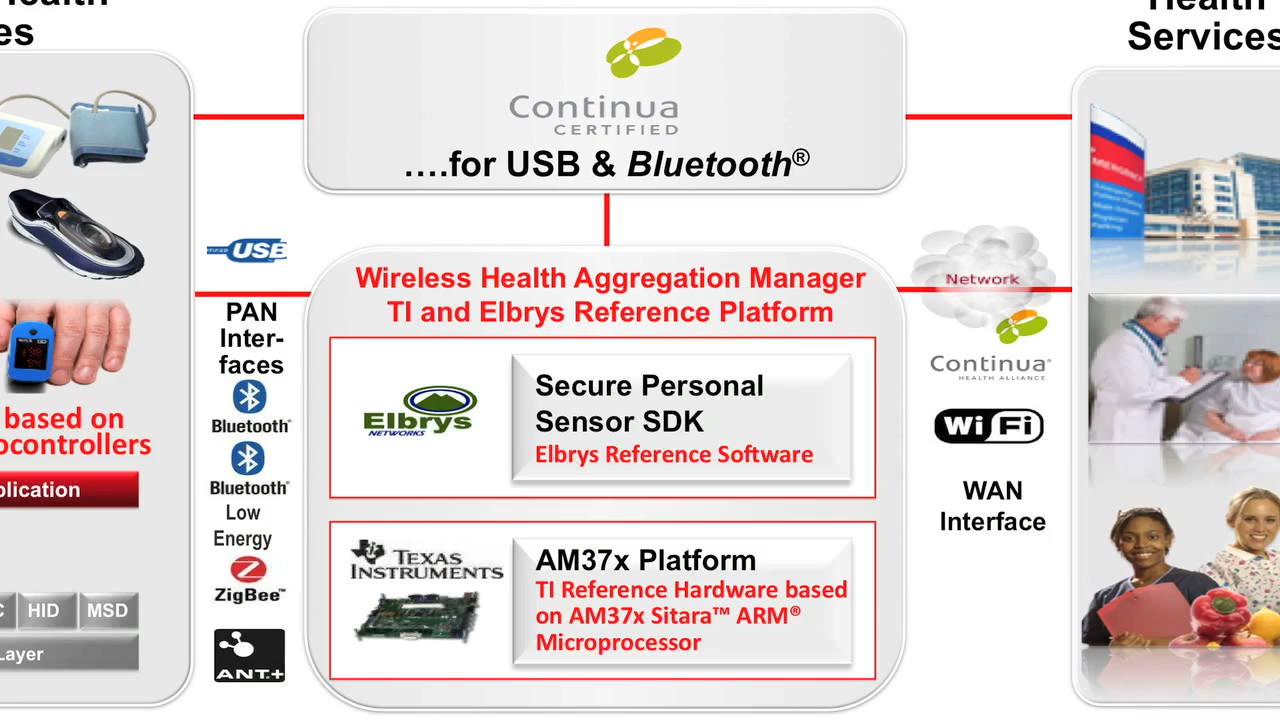 Health
es
Health
Services
Continua
CERTIFIED
....for USB & Bluetooth®
USB
PAN
Inter-
faces
Bluetooth®
Bluetooth®
Low
Energy
ZigBee™
ANT.+
based on
ocontrollers
plication
C
HID
MSD
Layer
Wireless Health Aggregation Manager
TI and Elbrys Reference Platform
Elbrys
NETWORKS
Secure Personal
Sensor SDK
Elbrys Reference Software
TEXAS
INSTRUMENTS
AM37x Platform
TI Reference Hardware based
on AM37x Sitara™ ARM®
Microprocessor
Network
Continua®
HEALTH ALLIANCE
Wi Fi
WAN
Interface